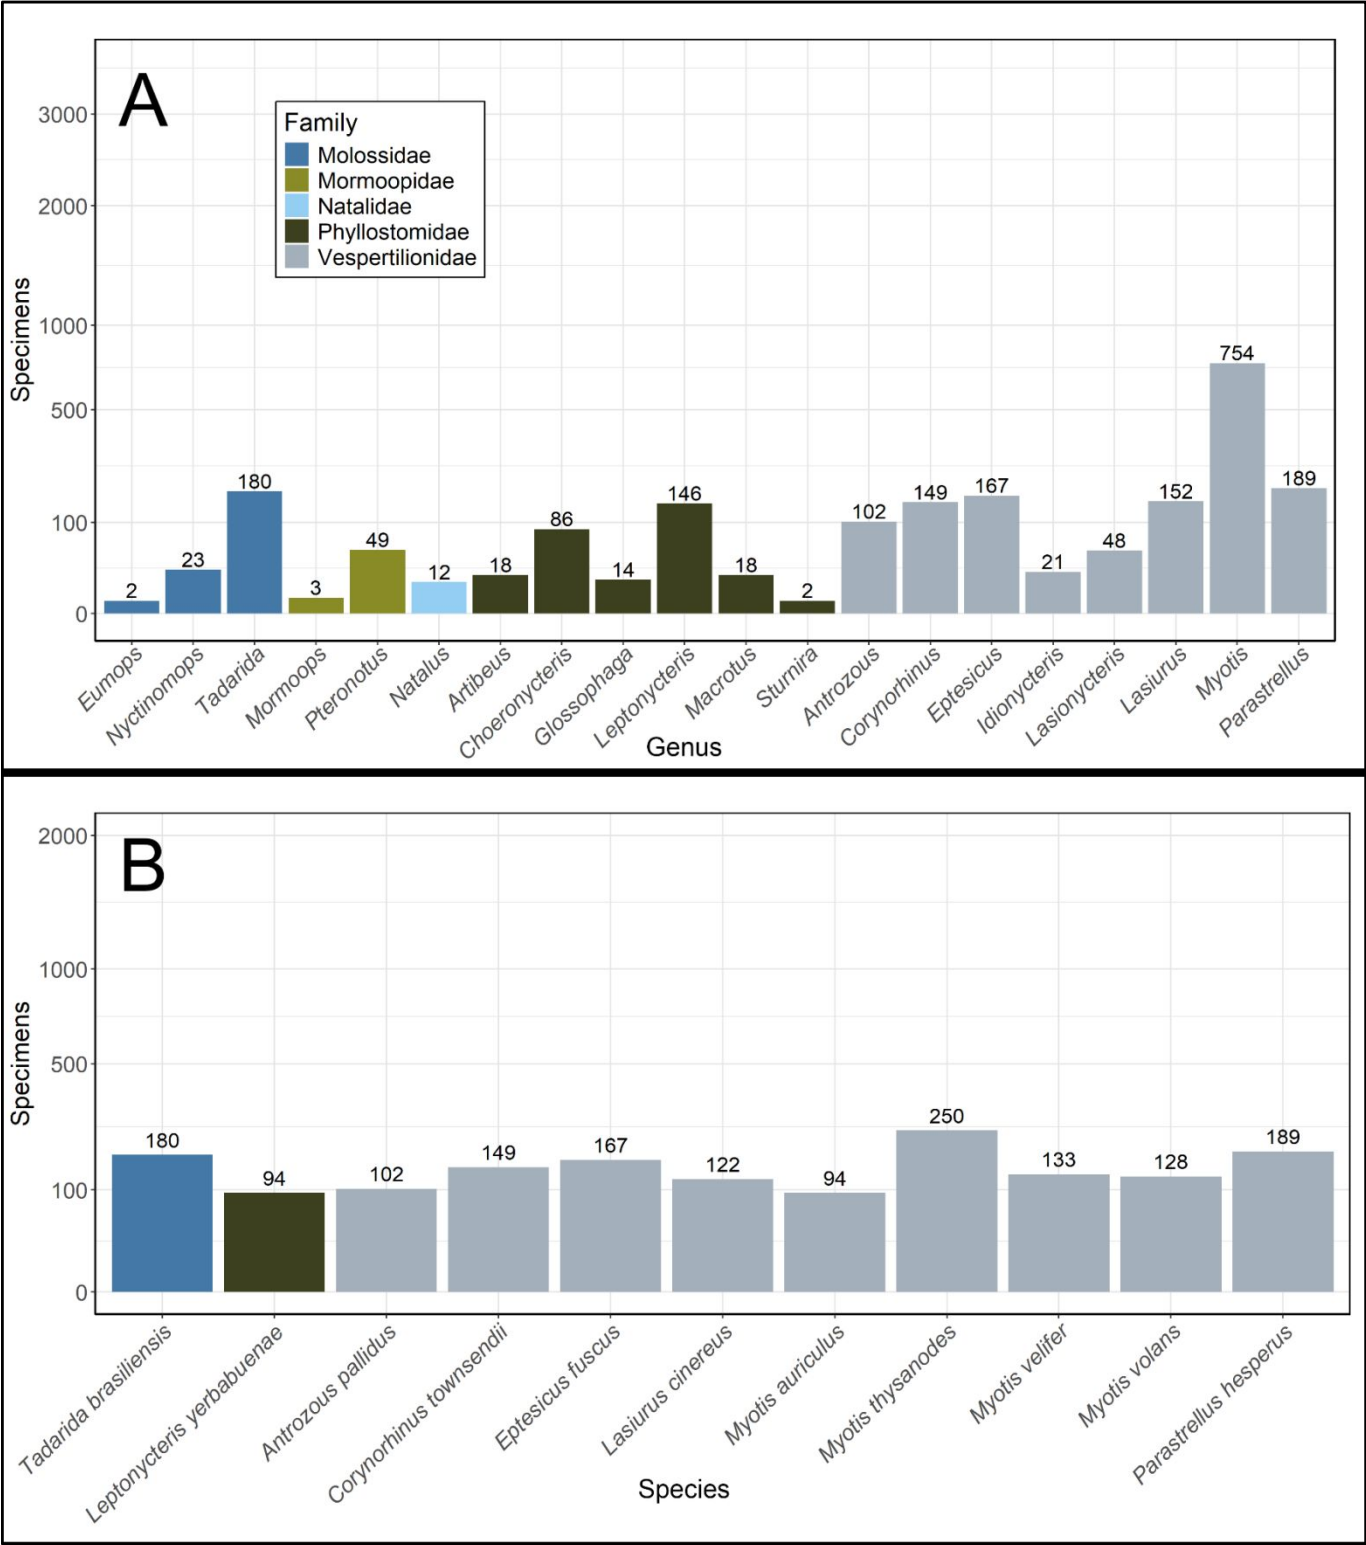 A
Family
Molossidae
Mormoopidae
Natalidae
Phyllostomidae
Vespertilionidae
Specimens
3000
2000
1000
500
100
0
2
23
180
3
49
12
18
86
14
146
18
2
102
149
167
21
48
152
754
189
Eumops
Nyctinomops
Tadarida
Mormoops
Pteronotus
Natalus
Artibeus
Choeronycteris
Glossophaga
Leptonycteris
Macrotus
Sturnira
Antrozous
Corynorhinus
Eptesicus
Idionycteris
Lasionycteris
Lasiurus
Myotis
Parastrellus
Genus
B
Specimens
2000
1000
500
100
0
180
94
102
149
167
122
94
250
133
128
189
Tadarida brasiliensis
Leptonycteris yerbabuenae
Antrozous pallidus
Corynorhinus townsendii
Eptesicus fuscus
Lasiurus cinereus
Myotis auriculus
Myotis thysanodes
Myotis velifer
Myotis volans
Parastrellus hesperus
Species